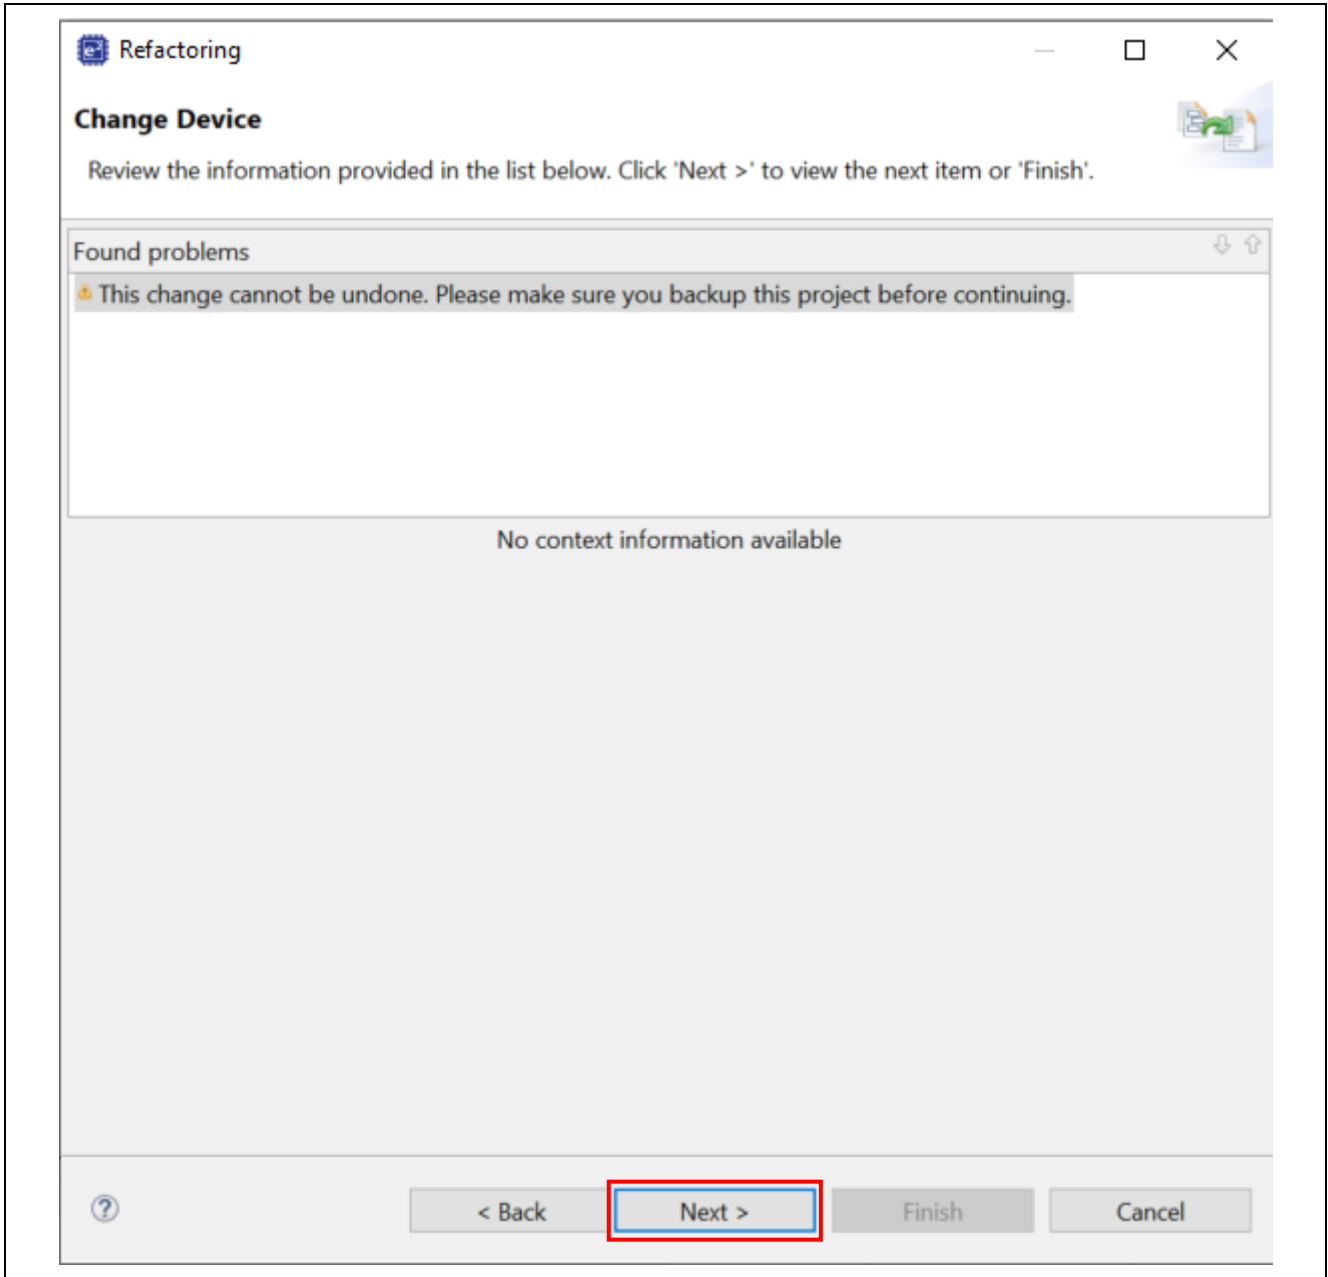 Refactoring
Change Device
Review the information provided in the list below. Click 'Next >' to view the next item or 'Finish'.
Found problems
This change cannot be undone. Please make sure you backup this project before continuing.
No context information available
< Back Next > Finish Cancel